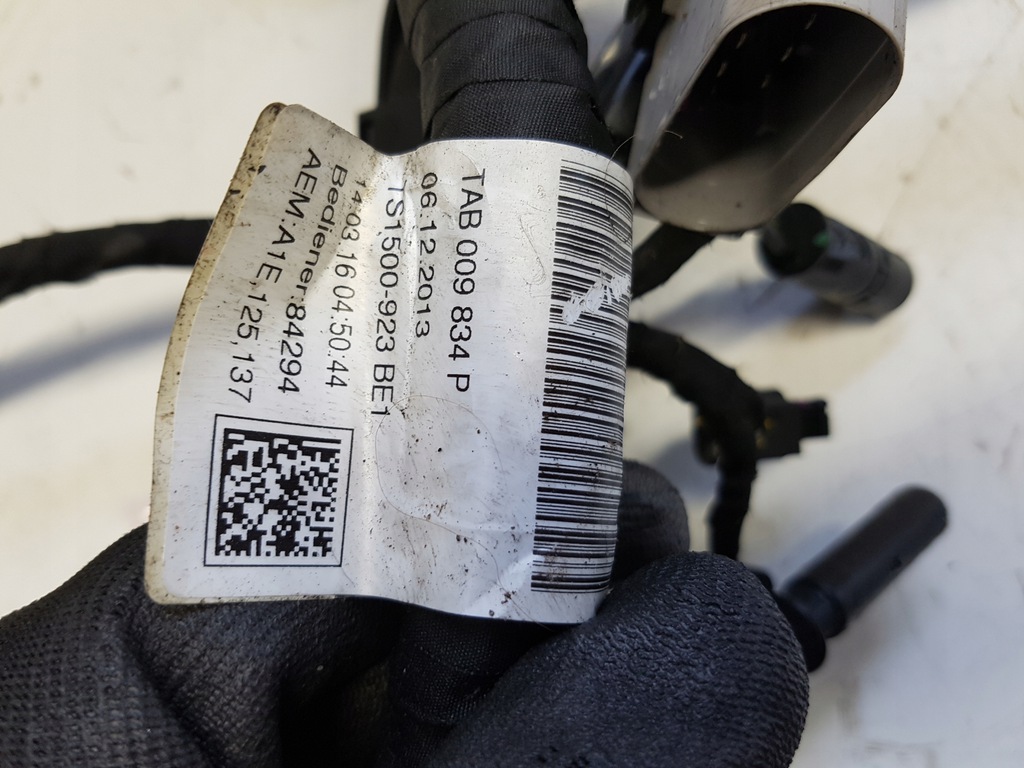 TAB 009 834 P
06.12.2013
TS1500-923 BE1
14.03.16 04.50:44
Bediener:84294
AEM:A1E,125,137